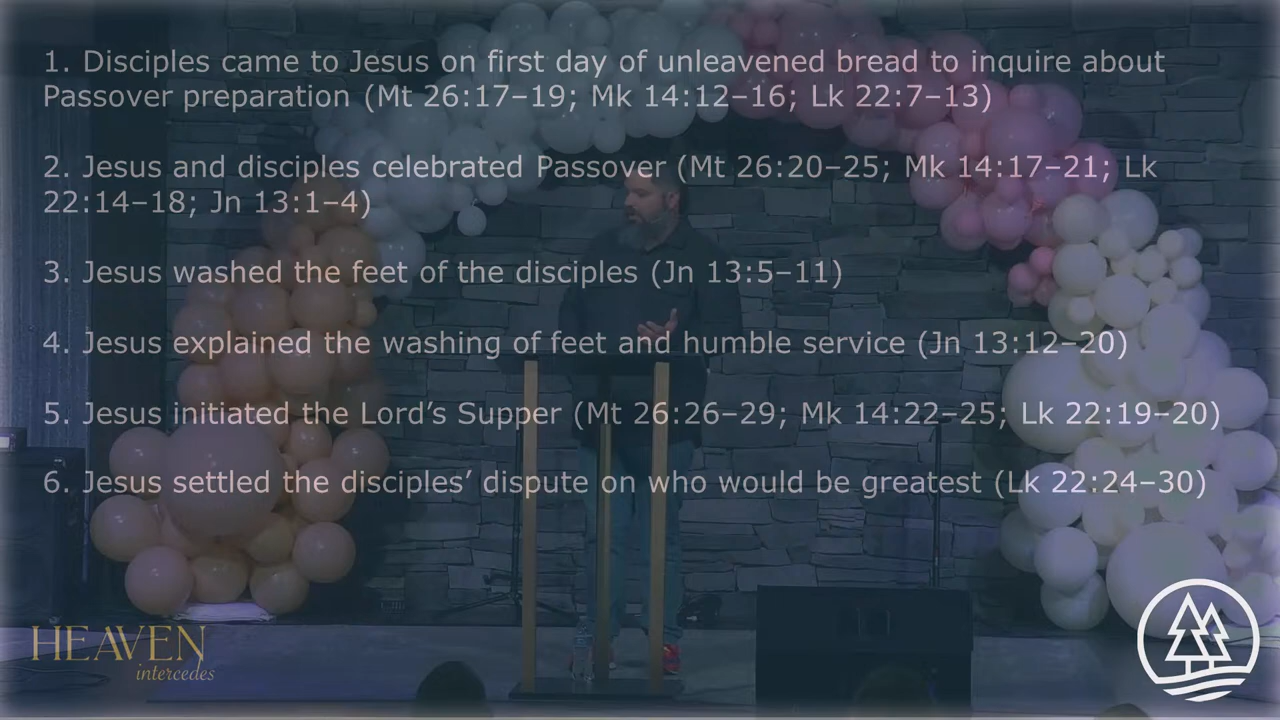 1. Disciples came to Jesus on first day of unleavened bread to inquire about
Passover preparation (Mt 26:17–19; Mk 14:12–16; Lk 22:7–13)
2. Jesus and disciples celebrated Passover (Mt 26:20–25; Mk 14:17–21; Lk
22:14–18; Jn 13:1–4)
3. Jesus washed the feet of the disciples (Jn 13:5–11)
4. Jesus explained the washing of feet and humble service (Jn 13:12–20)
5. Jesus initiated the Lord’s Supper (Mt 26:26–29; Mk 14:22–25; Lk 22:19–20)
6. Jesus settled the disciples’ dispute on who would be greatest (Lk 22:24–30)
HEAVEN
intercedes